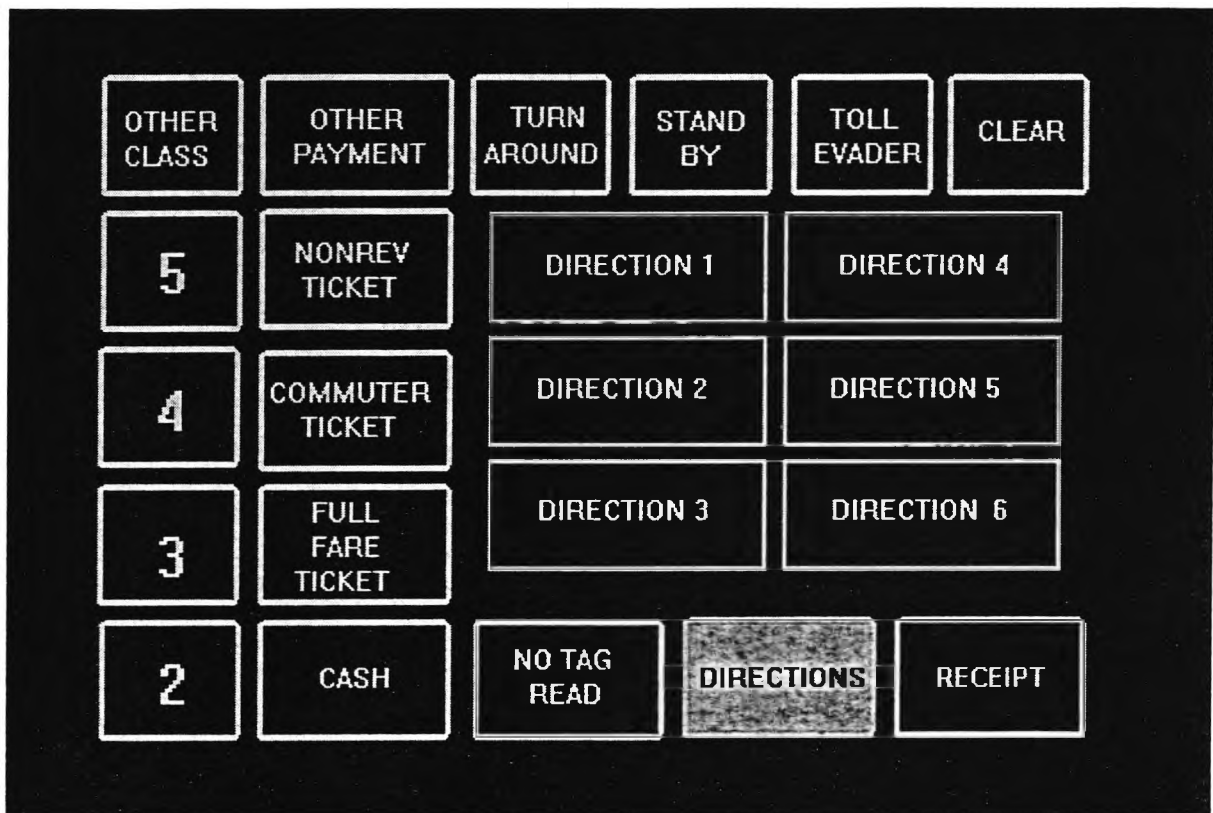 OTHER
CLASS
OTHER
PAYMENT
TURN
AROUND
STAND
BY
TOLL
EVADER
CLEAR
5
NONREV
TICKET
DIRECTION 1
DIRECTION 4
4
COMMUTER
TICKET
DIRECTION 2
DIRECTION 5
3
FULL
FARE
TICKET
DIRECTION 3
DIRECTION 6
2
CASH
NO TAG
READ
DIRECTIONS
RECEIPT